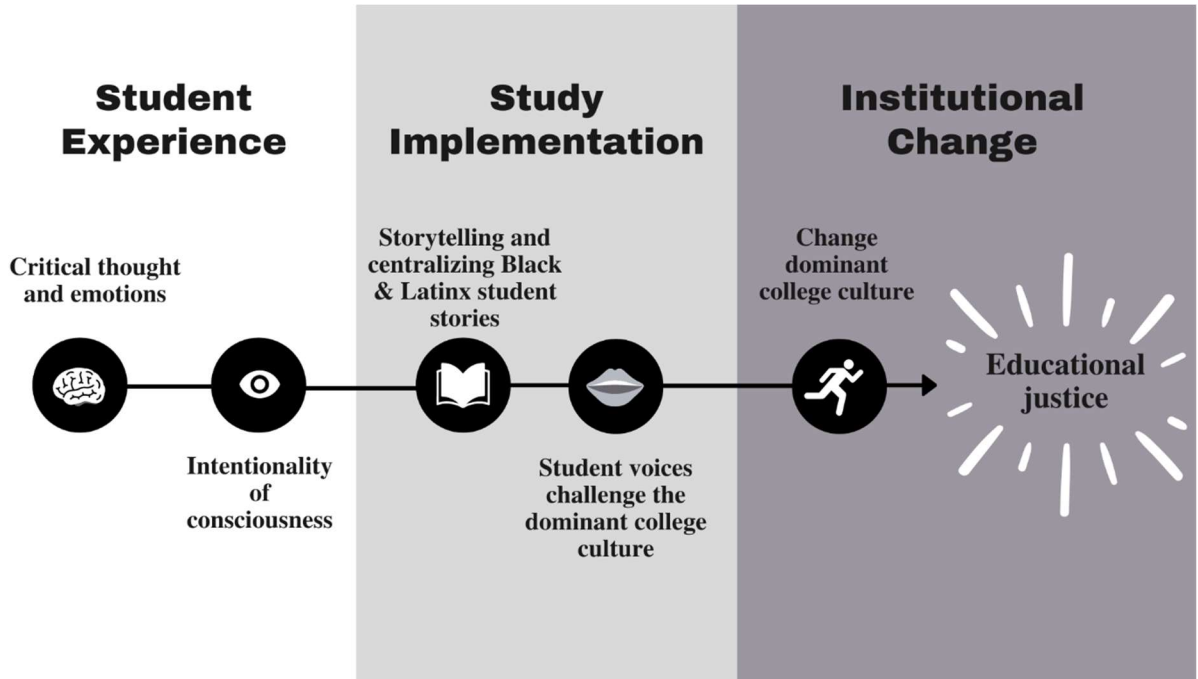 Student
Experience
Study
Implementation
Institutional
Change
Critical thought
and emotions
Intentionality
of
consciousness
Storytelling and
centralizing Black
& Latinx student
stories
Student voices
challenge the
dominant college
culture
Change
dominant
college culture
Educational
justice